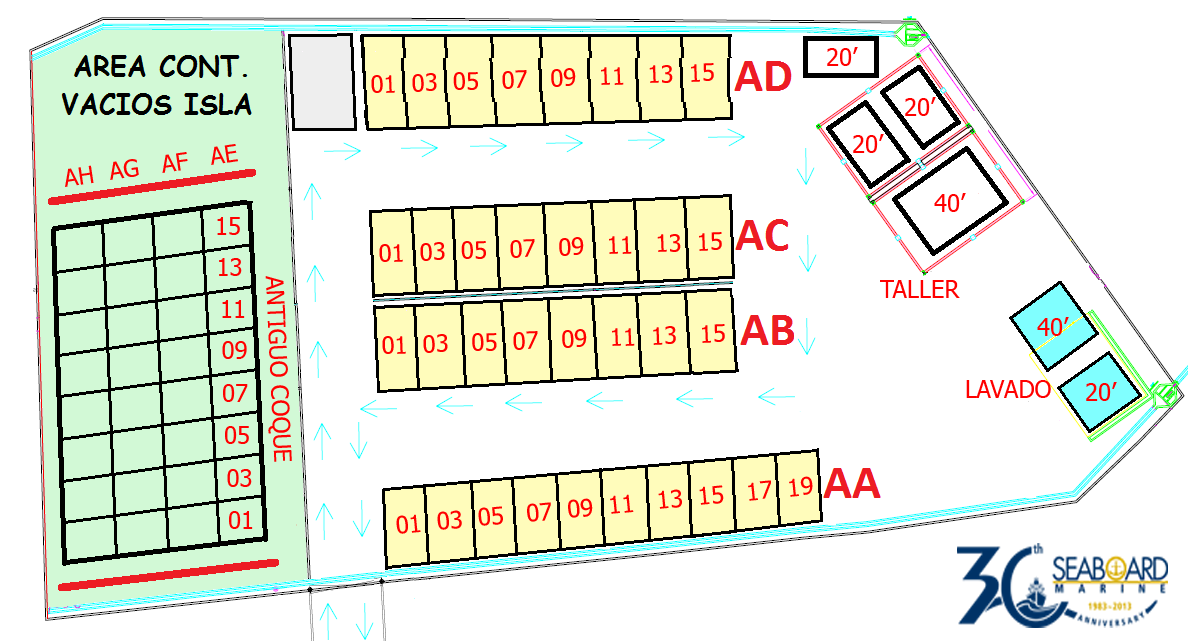 AREA CONT.
VACIOS ISLA
AH AG AF AE
15
13
11
09
07
05
03
01
ANTIGUO COQUE
01 03 05 07 09 11 13 15 AD
01 03 05 07 09 11 13 15 AC
01 03 05 07 09 11 13 15 AB
01 03 05 07 09 11 13 15 17 19 AA
20'
20'
20'
40'
TALLER
40'
LAVADO
20'
30th SEABOARD
MARINE
1983-2013
ANNIVERSARY